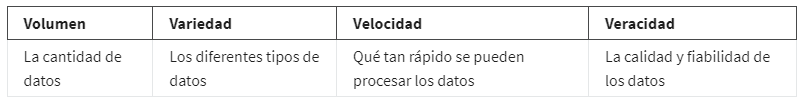 Volumen Variedad Velocidad Veracidad
La cantidad de datos
Los diferentes tipos de datos
Qué tan rápido se pueden procesar los datos
La calidad y fiabilidad de los datos